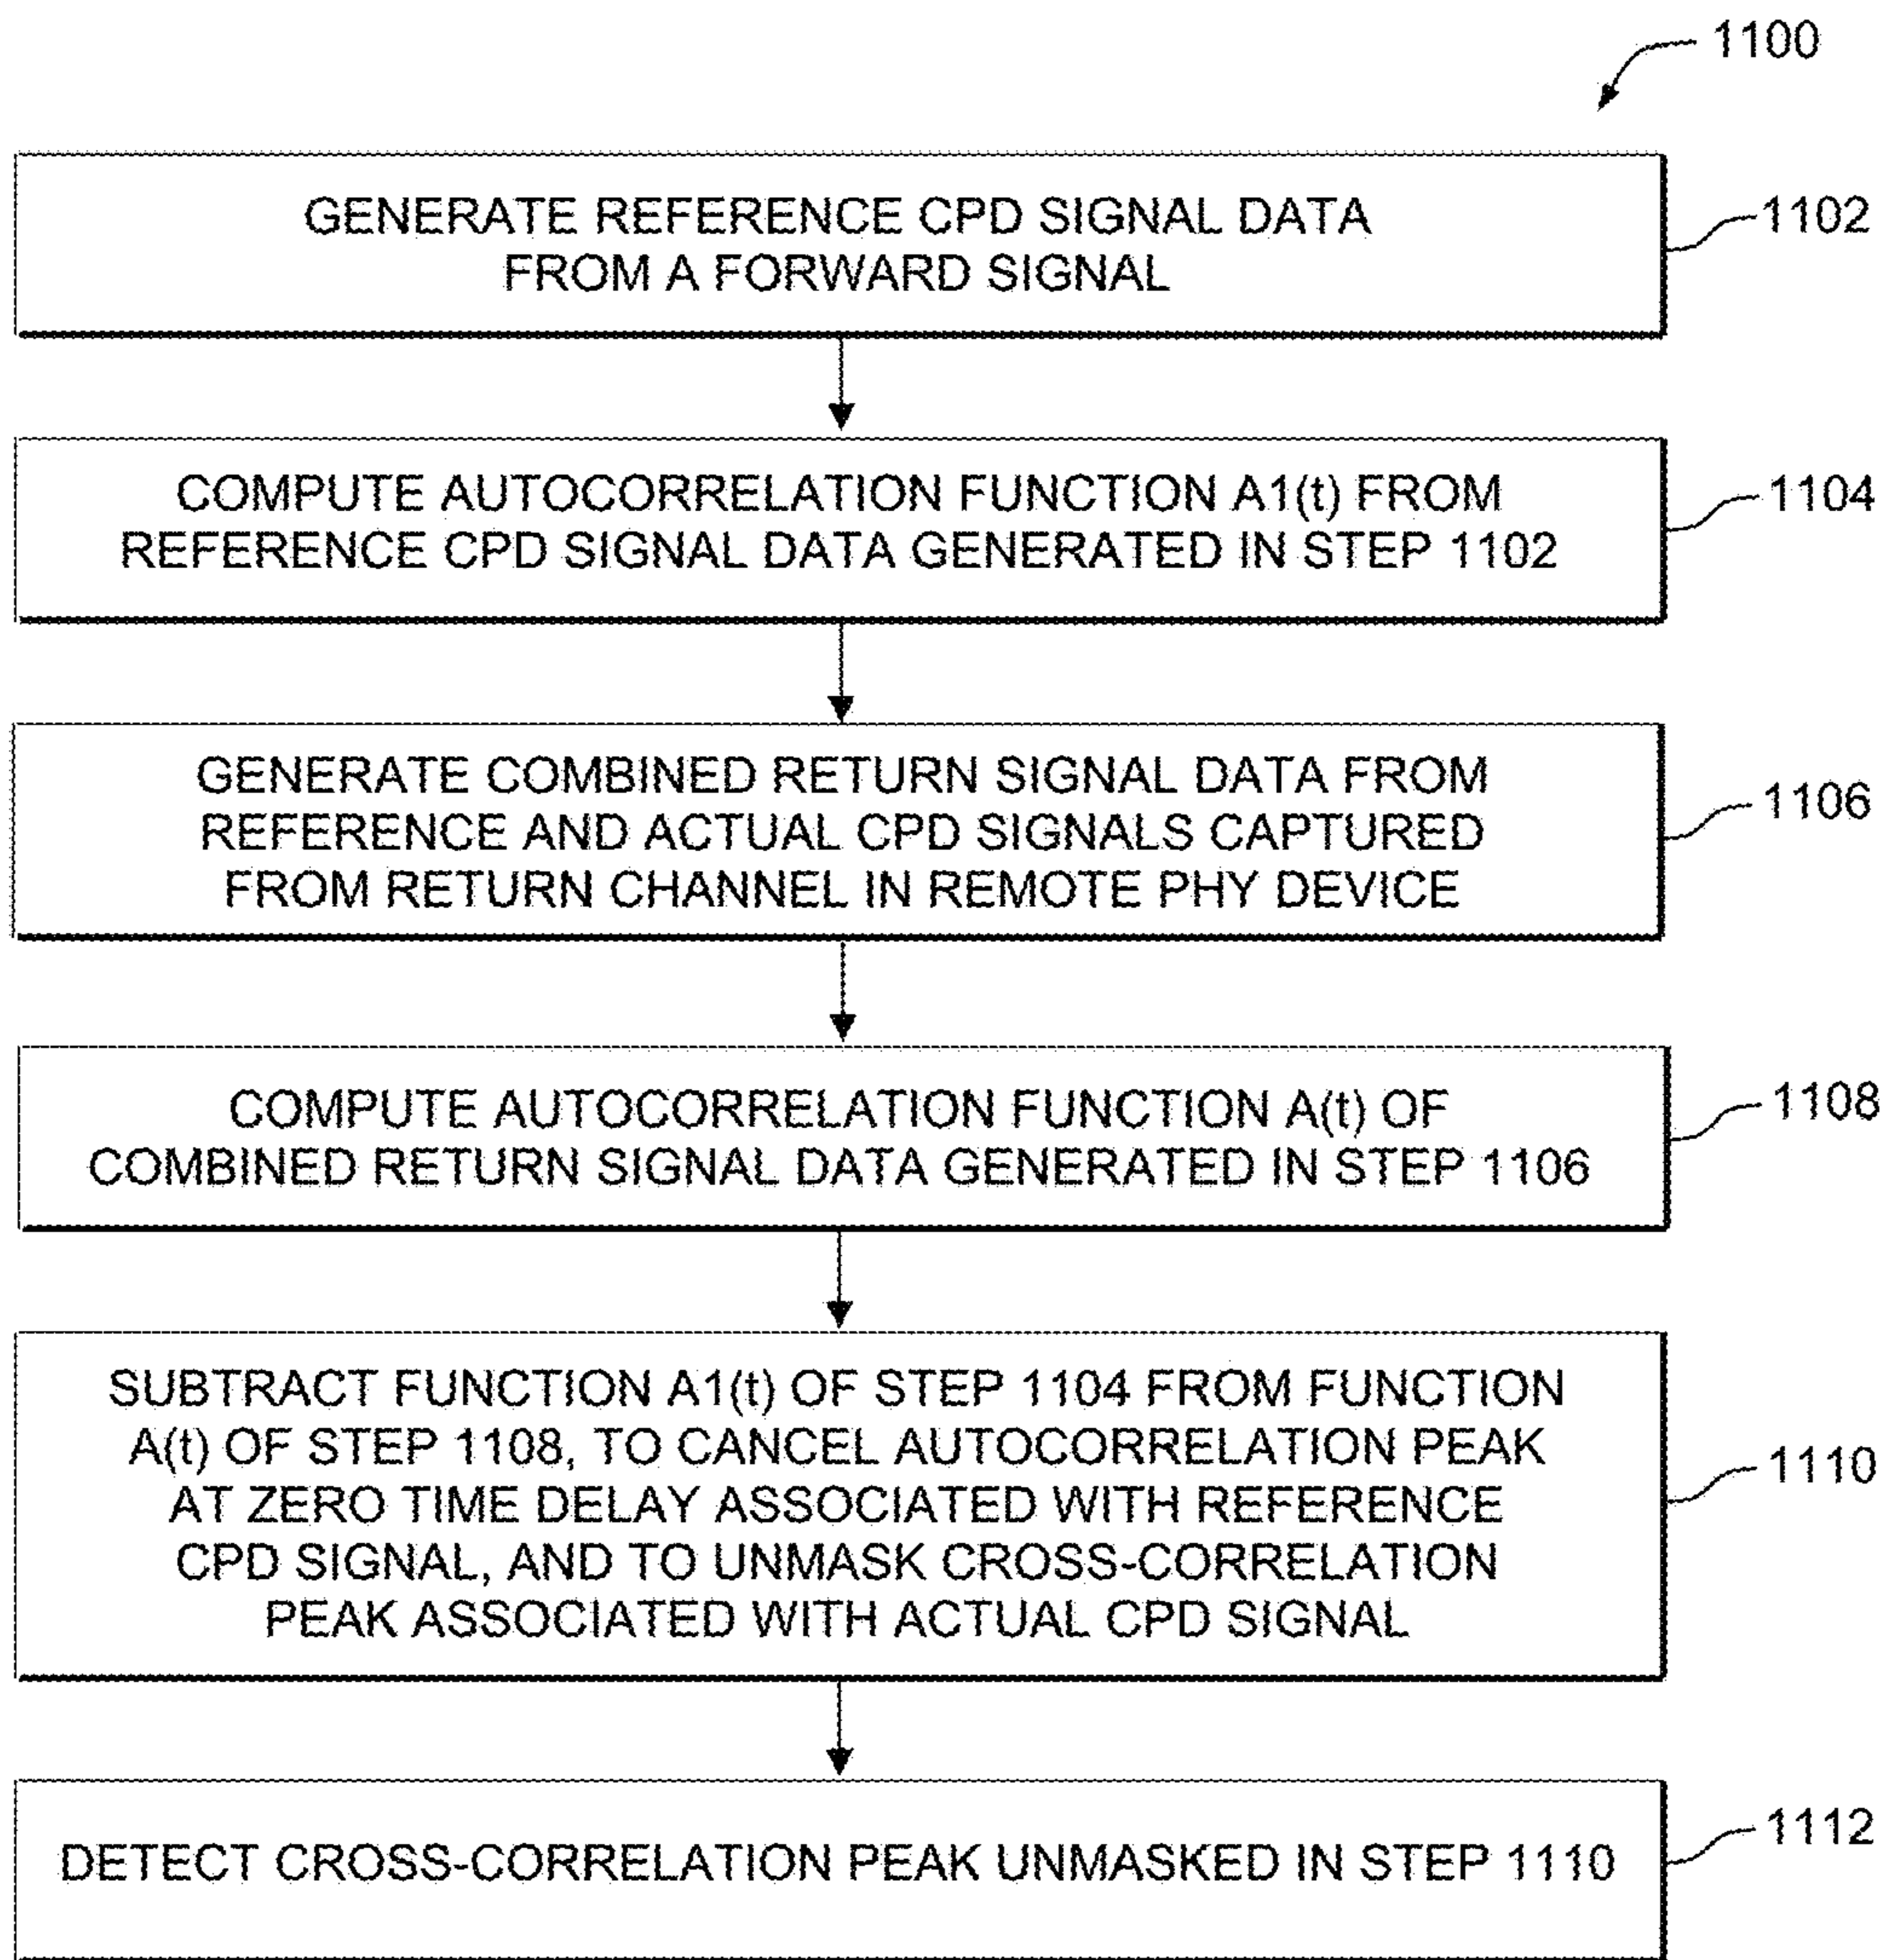 1100
GENERATE REFERENCE CPD SIGNAL DATA
FROM A FORWARD SIGNAL
1102
COMPUTE AUTOCORRELATION FUNCTION A1(t) FROM
REFERENCE CPD SIGNAL DATA GENERATED IN STEP 1102
1104
GENERATE COMBINED RETURN SIGNAL DATA FROM
REFERENCE AND ACTUAL CPD SIGNALS CAPTURED
FROM RETURN CHANNEL IN REMOTE PHY DEVICE
1106
COMPUTE AUTOCORRELATION FUNCTION A(t) OF
COMBINED RETURN SIGNAL DATA GENERATED IN STEP 1106
1108
SUBTRACT FUNCTION A1(t) OF STEP 1104 FROM FUNCTION
A(t) OF STEP 1108, TO CANCEL AUTOCORRELATION PEAK
AT ZERO TIME DELAY ASSOCIATED WITH REFERENCE
CPD SIGNAL, AND TO UNMASK CROSS-CORRELATION
PEAK ASSOCIATED WITH ACTUAL CPD SIGNAL
1110
DETECT CROSS-CORRELATION PEAK UNMASKED IN STEP 1110
1112